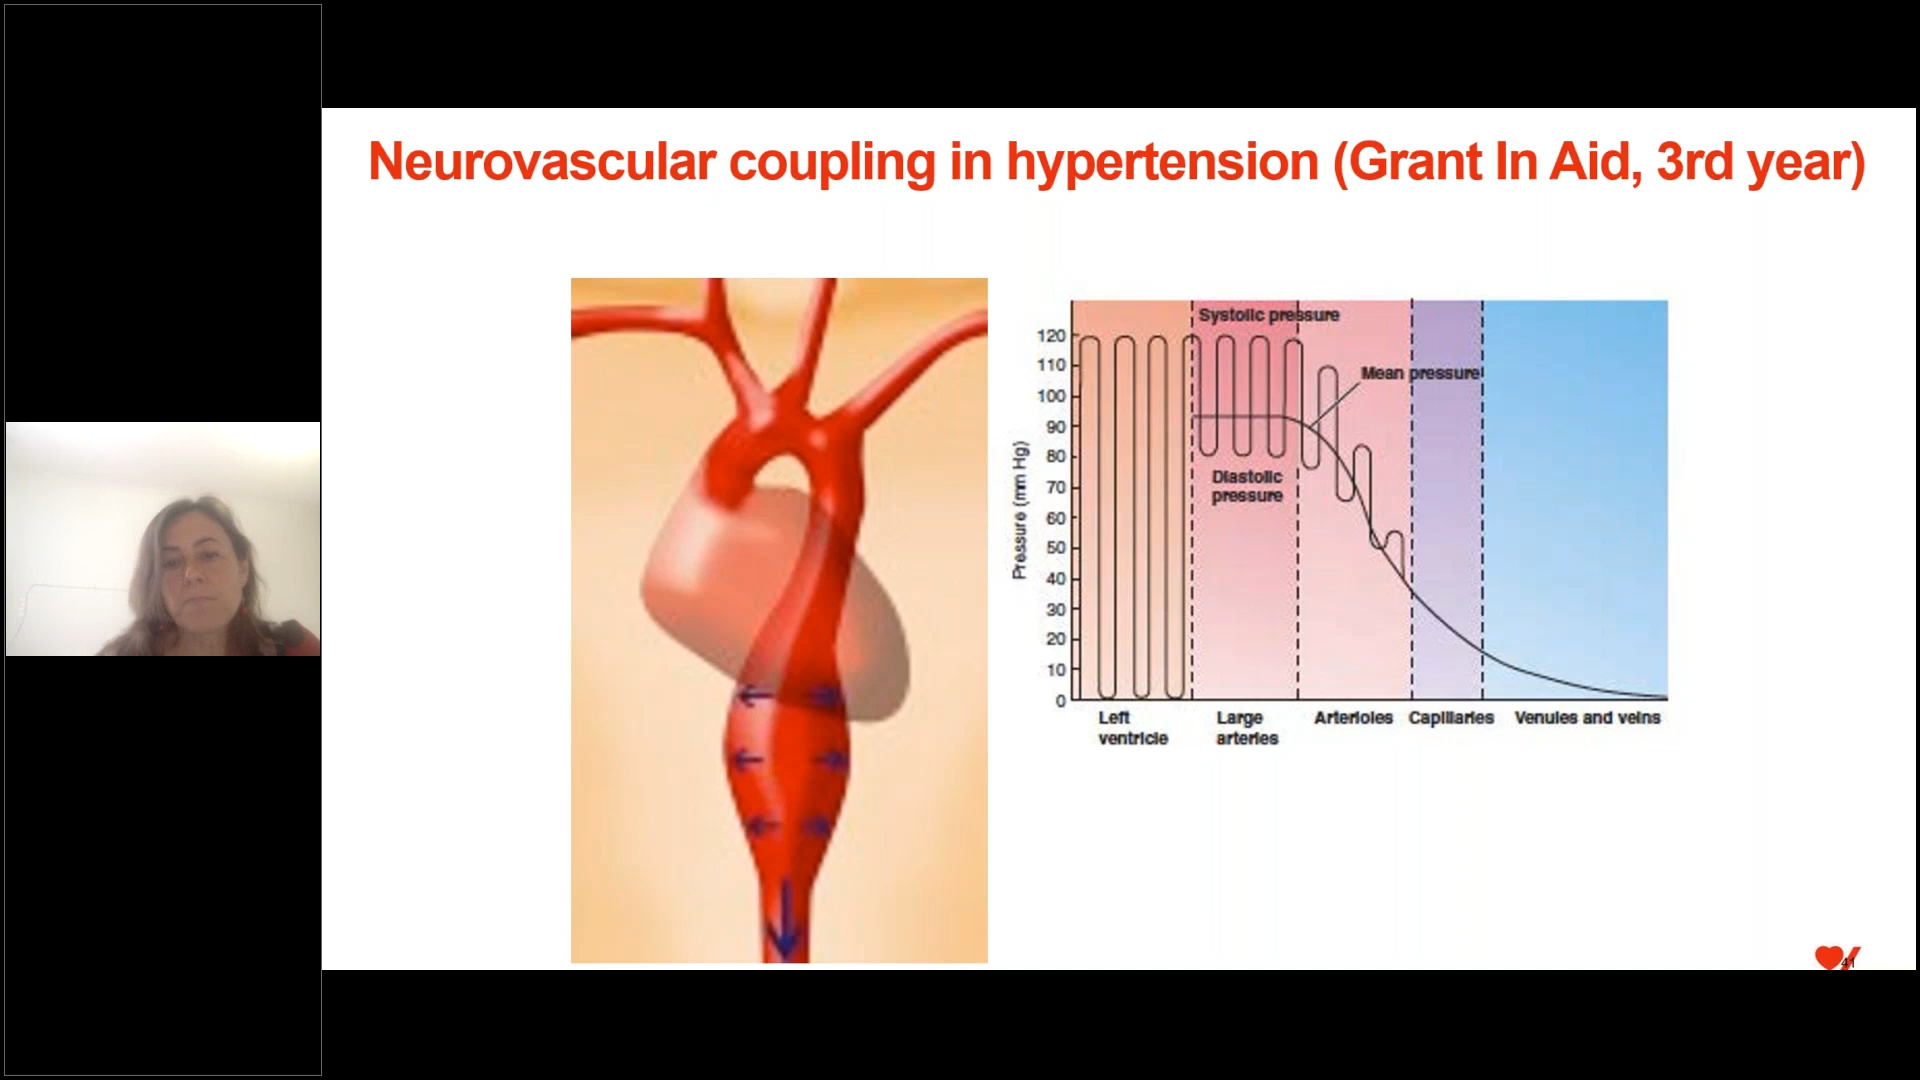 Neurovascular coupling in hypertension (Grant In Aid, 3rd year)
Systolic pressure
Mean pressure
Diastolic
pressure
Pressure (mm Hg)
120
110
100
90
80
70
60
50
40
30
20
10
0
Left
ventricle
Large
arteries
Arterioles
Capillaries
Venules and veins
41